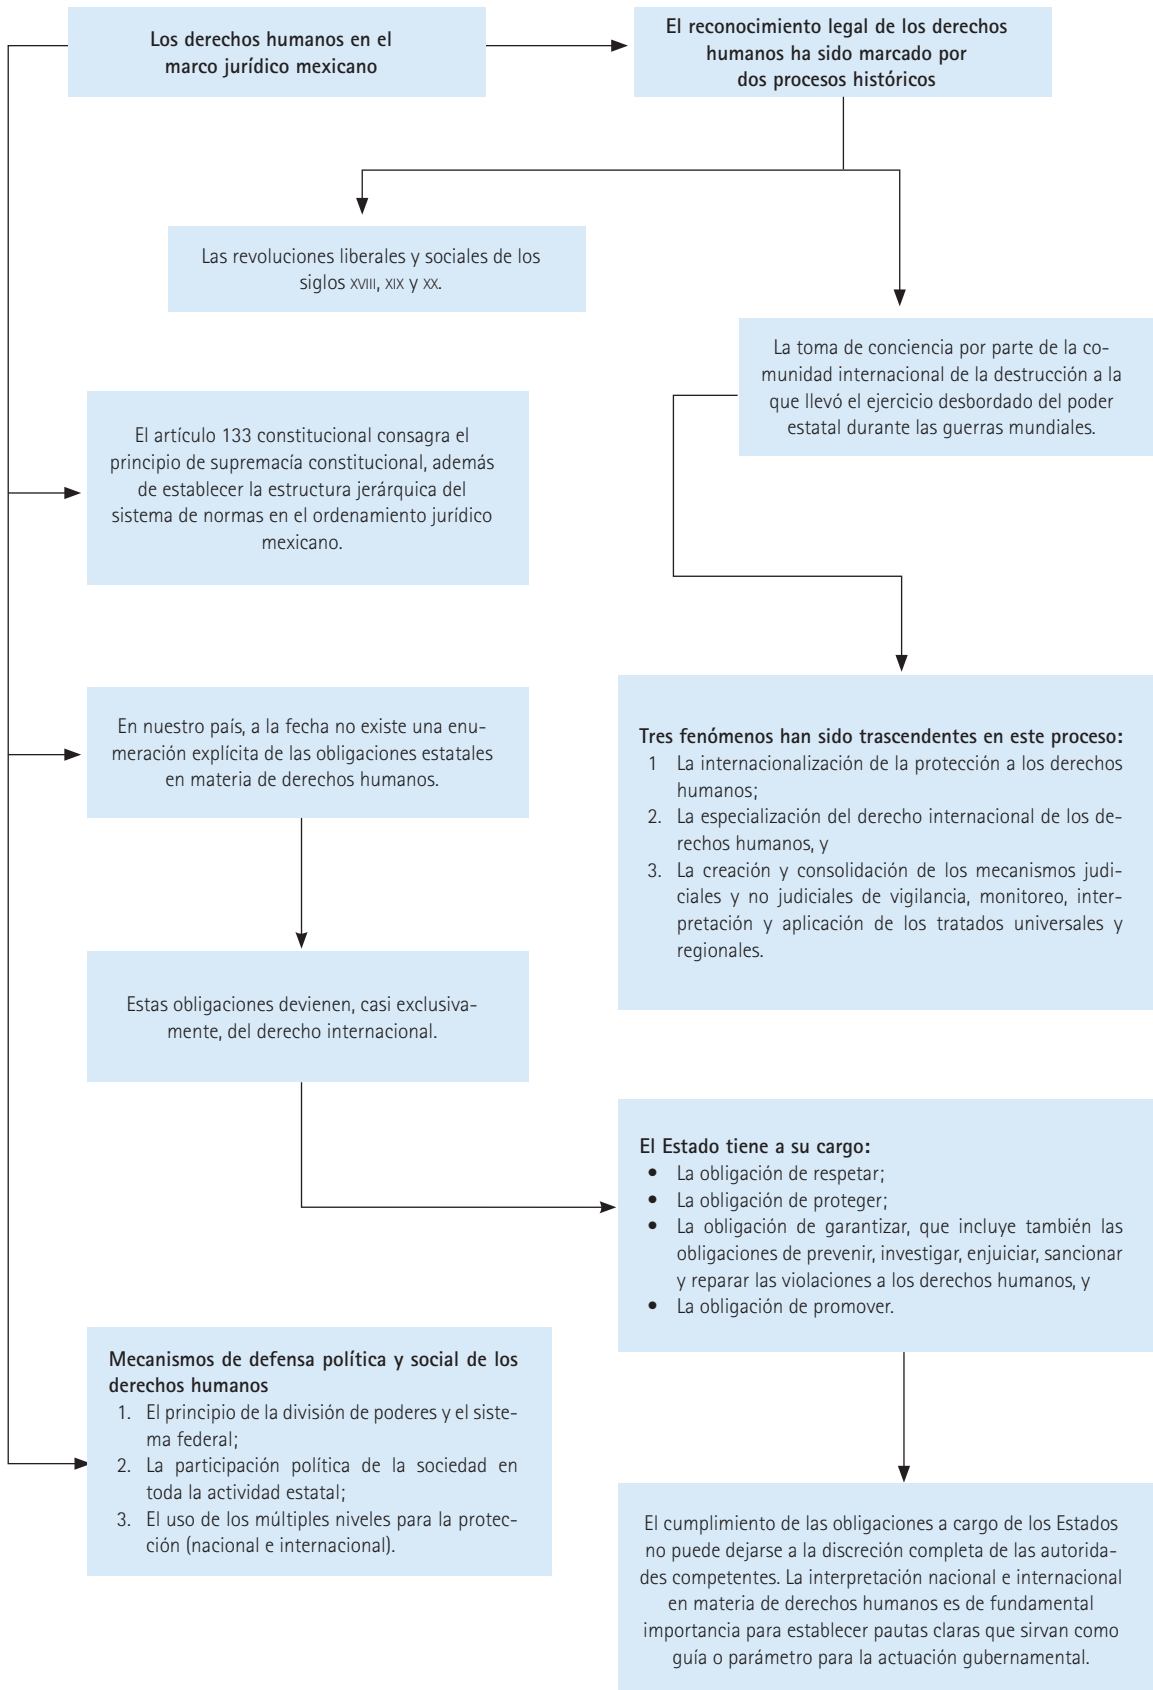 Los derechos humanos en el
marco jurídico mexicano
El reconocimiento legal de los derechos
humanos ha sido marcado por
dos procesos históricos
Las revoluciones liberales y sociales de los
siglos XVIII, XIX y XX.
La toma de conciencia por parte de la co-
munidad internacional de la destrucción a la
que llevó el ejercicio desbordado del poder
estatal durante las guerras mundiales.
El artículo 133 constitucional consagra el
principio de supremacía constitucional, además
de establecer la estructura jerárquica del
sistema de normas en el ordenamiento jurídico
mexicano.
En nuestro país, a la fecha no existe una enu-
meración explícita de las obligaciones estatales
en materia de derechos humanos.
Tres fenómenos han sido trascendentes en este proceso:
1 La internacionalización de la protección a los derechos
humanos;
2. La especialización del derecho internacional de los de-
rechos humanos, y
3. La creación y consolidación de los mecanismos judi-
ciales y no judiciales de vigilancia, monitoreo, inter-
pretación y aplicación de los tratados universales y
regionales.
Estas obligaciones devienen, casi exclusiva-
mente, del derecho internacional.
El Estado tiene a su cargo:
• La obligación de respetar;
• La obligación de proteger;
• La obligación de garantizar, que incluye también las
obligaciones de prevenir, investigar, enjuiciar, sancionar
y reparar las violaciones a los derechos humanos, y
• La obligación de promover.
Mecanismos de defensa política y social de los
derechos humanos
1. El principio de la división de poderes y el siste-
ma federal;
2. La participación política de la sociedad en
toda la actividad estatal;
3. El uso de los múltiples niveles para la protec-
ción (nacional e internacional).
El cumplimiento de las obligaciones a cargo de los Estados
no puede dejarse a la discreción completa de las autorida-
des competentes. La interpretación nacional e internacional
en materia de derechos humanos es de fundamental
importancia para establecer pautas claras que sirvan como
guía o parámetro para la actuación gubernamental.